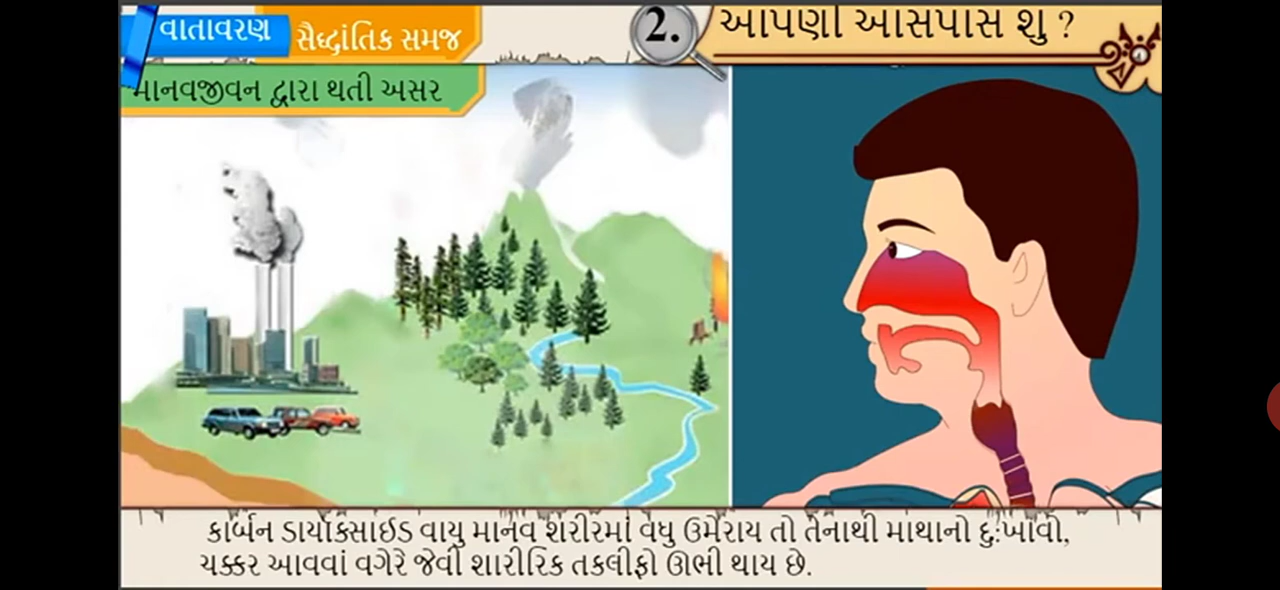 વાતાવરણ
સૈદ્ધાંતિક સમજ
2.
આપણી આસપાસ શું ?
માનવજીવન દ્વારા થતી અસર
કાર્બન ડાયૉક્સાઇડ વાયુ માનવ શરીરમાં વધુ ઉમેરાય તો તેનાથી માથાનો દુઃખાવો,
ચક્કર આવવાં વગેરે જેવી શારીરિક તકલીફો ઊભી થાય છે.